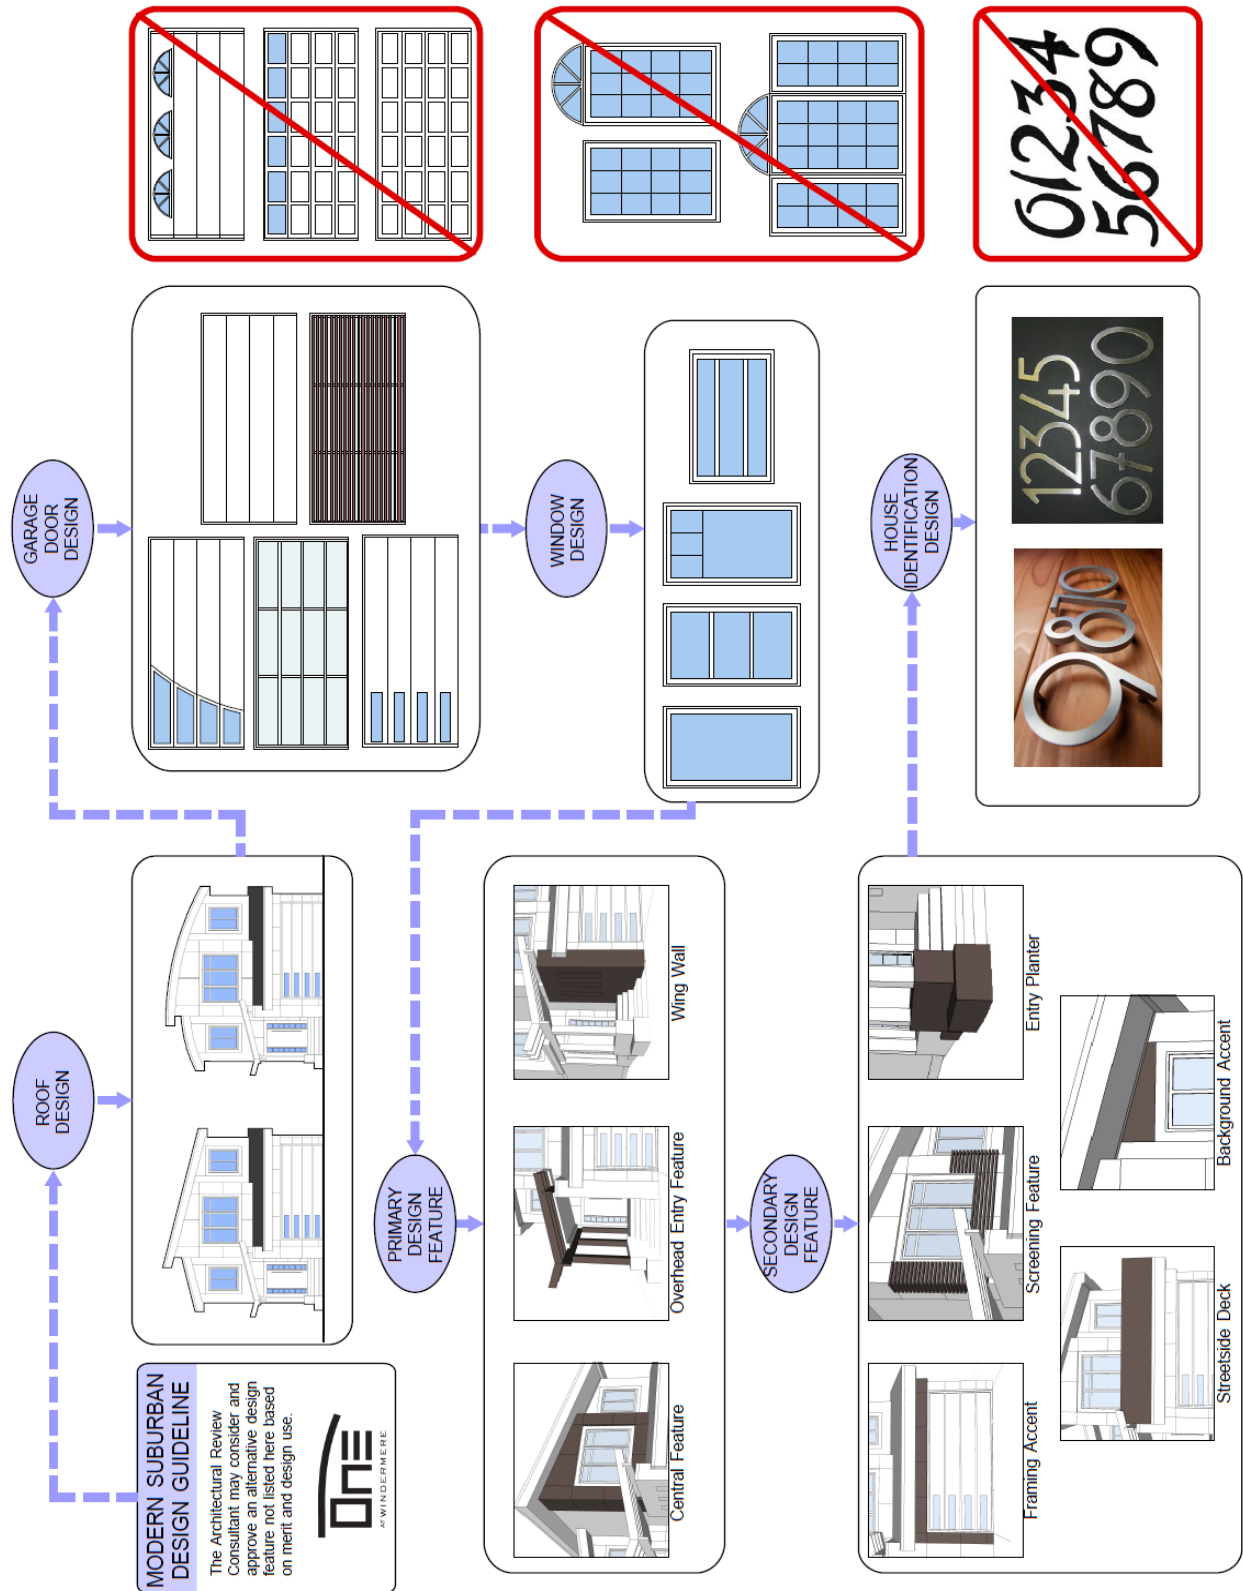 MODERN SUBURBAN
DESIGN GUIDELINE
The Architectural Review
Consultant may consider and
approve an alternative design
feature not listed here based
on merit and design use.
ONE
AT WINDERMERE
ROOF
DESIGN
GARAGE
DOOR
DESIGN
WINDOW
DESIGN
PRIMARY
DESIGN
FEATURE
Central Feature
Overhead Entry Feature
Wing Wall
SECONDARY
DESIGN
FEATURE
Framing Accent
Screening Feature
Entry Planter
Streetside Deck
Background Accent
HOUSE
IDENTIFICATION
DESIGN
9810
12345
67890
01234
56789